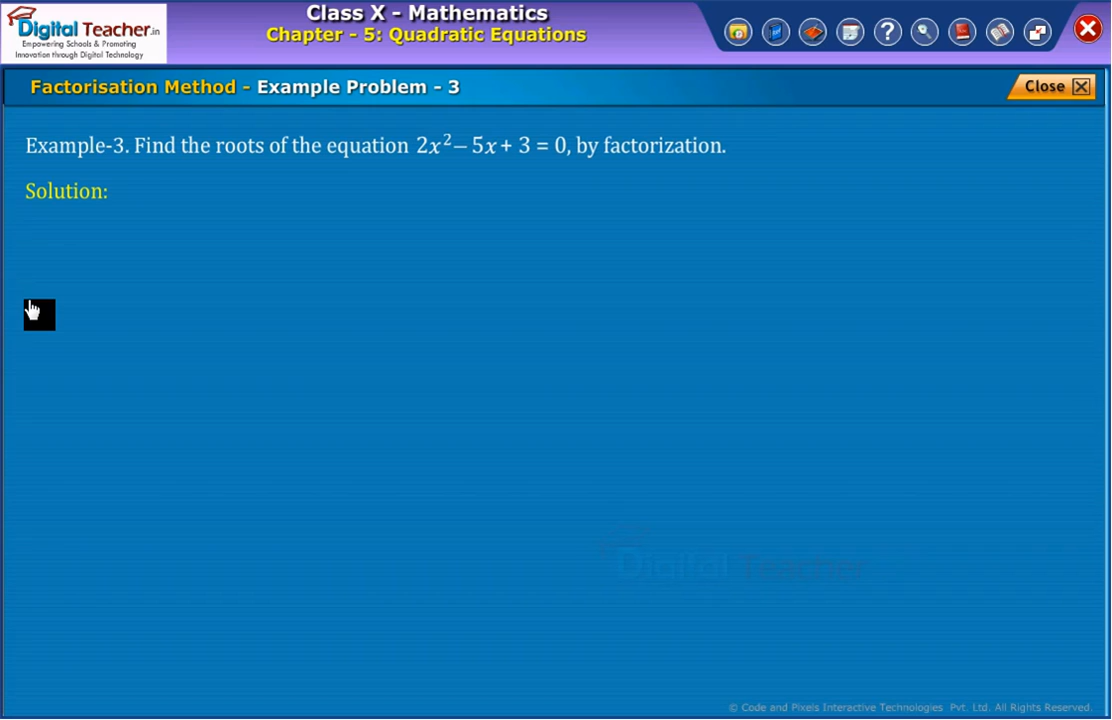 Digital Teacher.in
Empowering Schools & Promoting
Innovation through Digital Technology
Class X - Mathematics
Chapter - 5: Quadratic Equations
Factorisation Method - Example Problem - 3
Close
Example-3. Find the roots of the equation 2x² – 5x + 3 = 0, by factorization.
Solution:
Digital Teacher
© Code and Pixels Interactive Technologies Pvt. Ltd. All Rights Reserved.